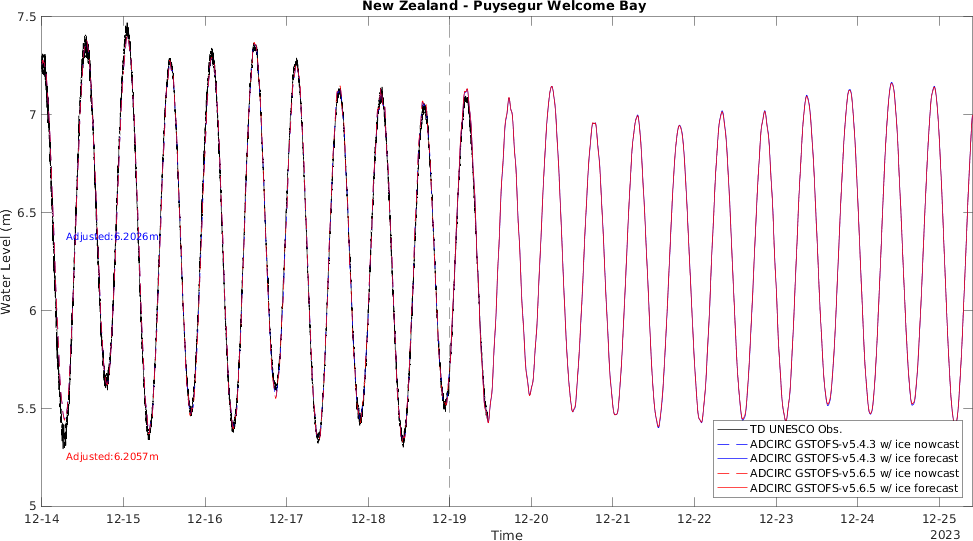 New Zealand - Puysegur Welcome Bay
7.5
7
6.5
6
5.5
5
Water Level (m)
Adjusted:6.2026m
Adjusted:6.2057m
TD UNESCO Obs.
ADCIRC GSTOFS-v5.4.3 w/ ice nowcast
ADCIRC GSTOFS-v5.4.3 w/ ice forecast
ADCIRC GSTOFS-v5.6.5 w/ ice nowcast
ADCIRC GSTOFS-v5.6.5 w/ ice forecast
12-14 12-15 12-16 12-17 12-18 12-19 12-20 12-21 12-22 12-23 12-24 12-25
Time
2023